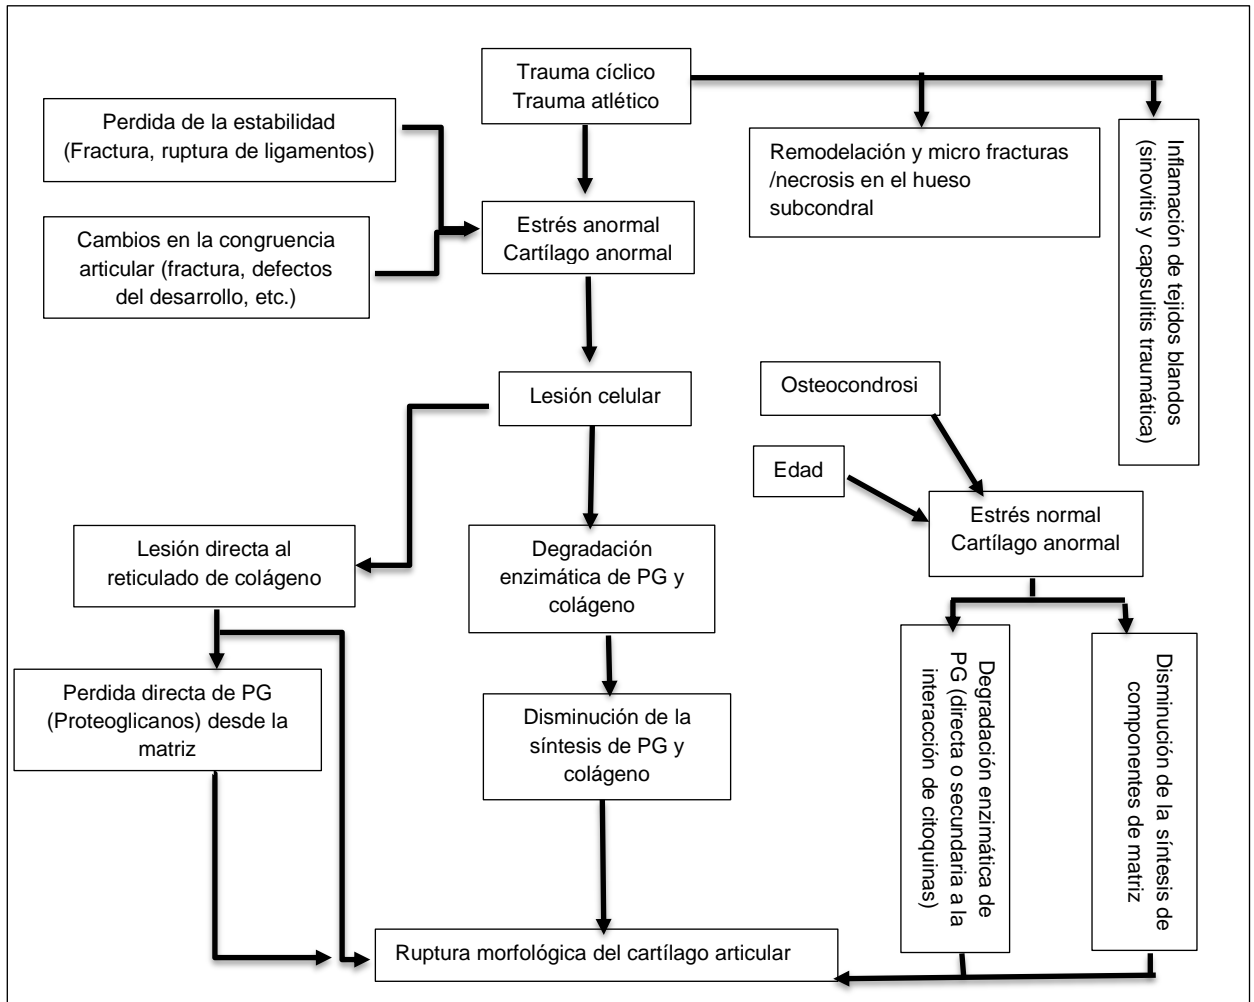 Trauma cíclico
Trauma atlético
Perdida de la estabilidad
(Fractura, ruptura de ligamentos)
Remodelación y micro fracturas
/necrosis en el hueso
subcondral
Inflamación de tejidos blandos
(sinovitis y capsulitis traumática)
Cambios en la congruencia
articular (fractura, defectos
del desarrollo, etc.)
Estrés anormal
Cartílago anormal
Lesión celular
Osteocondrosi
Edad
Estrés normal
Cartílago anormal
Lesión directa al
reticulado de colágeno
Degradación
enzimática de PG y
colágeno
Perdida directa de PG
(Proteoglicanos) desde la
matriz
Disminución de la
síntesis de PG y
colágeno
Degradación enzimática de
PG (directa o secundaria a la
interacción de citoquinas)
Disminución de la síntesis de
componentes de matriz
Ruptura morfológica del cartílago articular